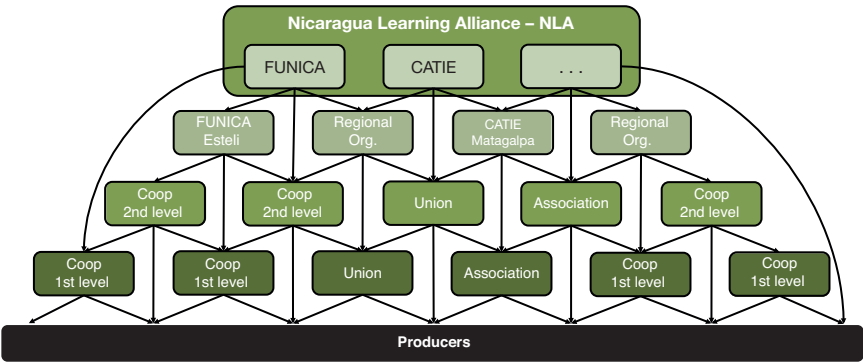 Nicaragua Learning Alliance – NLA
FUNICA
CATIE
. . .
FUNICA
Esteli
Regional
Org.
CATIE
Matagalpa
Regional
Org.
Coop
2nd level
Coop
2nd level
Union
Association
Coop
2nd level
Coop
1st level
Coop
1st level
Union
Association
Coop
1st level
Coop
1st level
Producers